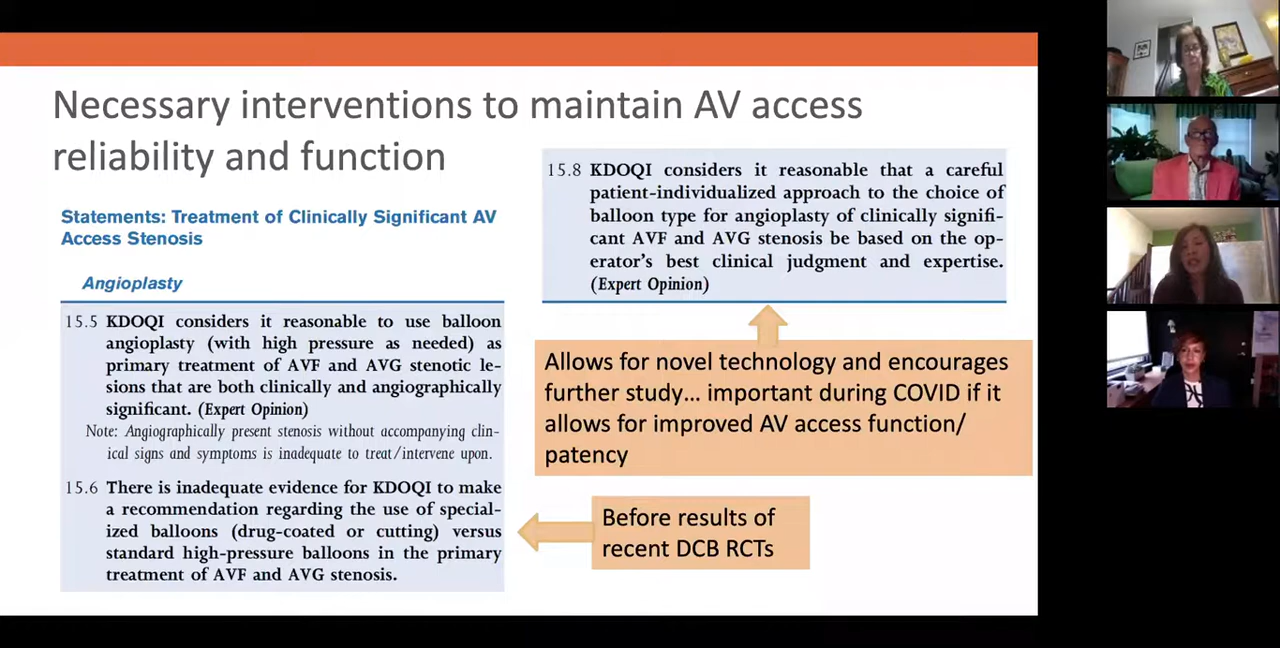 Necessary interventions to maintain AV access
reliability and function
Statements: Treatment of Clinically Significant AV
Access Stenosis
Angioplasty
15.5 KDOQI considers it reasonable to use balloon
angioplasty (with high pressure as needed) as
primary treatment of AVF and AVG stenotic le-
sions that are both clinically and angiographically
significant. (Expert Opinion)
Note: Angiographically present stenosis without accompanying clin-
ical signs and symptoms is inadequate to treat/intervene upon.
15.6 There is inadequate evidence for KDOQI to make
a recommendation regarding the use of special-
ized balloons (drug-coated or cutting) versus
standard high-pressure balloons in the primary
treatment of AVF and AVG stenosis.
15.8 KDOQI considers it reasonable that a careful
patient-individualized approach to the choice of
balloon type for angioplasty of clinically signifi-
cant AVF and AVG stenosis be based on the op-
erator's best clinical judgment and expertise.
(Expert Opinion)
Allows for novel technology and encourages
further study... important during COVID if it
allows for improved AV access function/
patency
Before results of
recent DCB RCTs